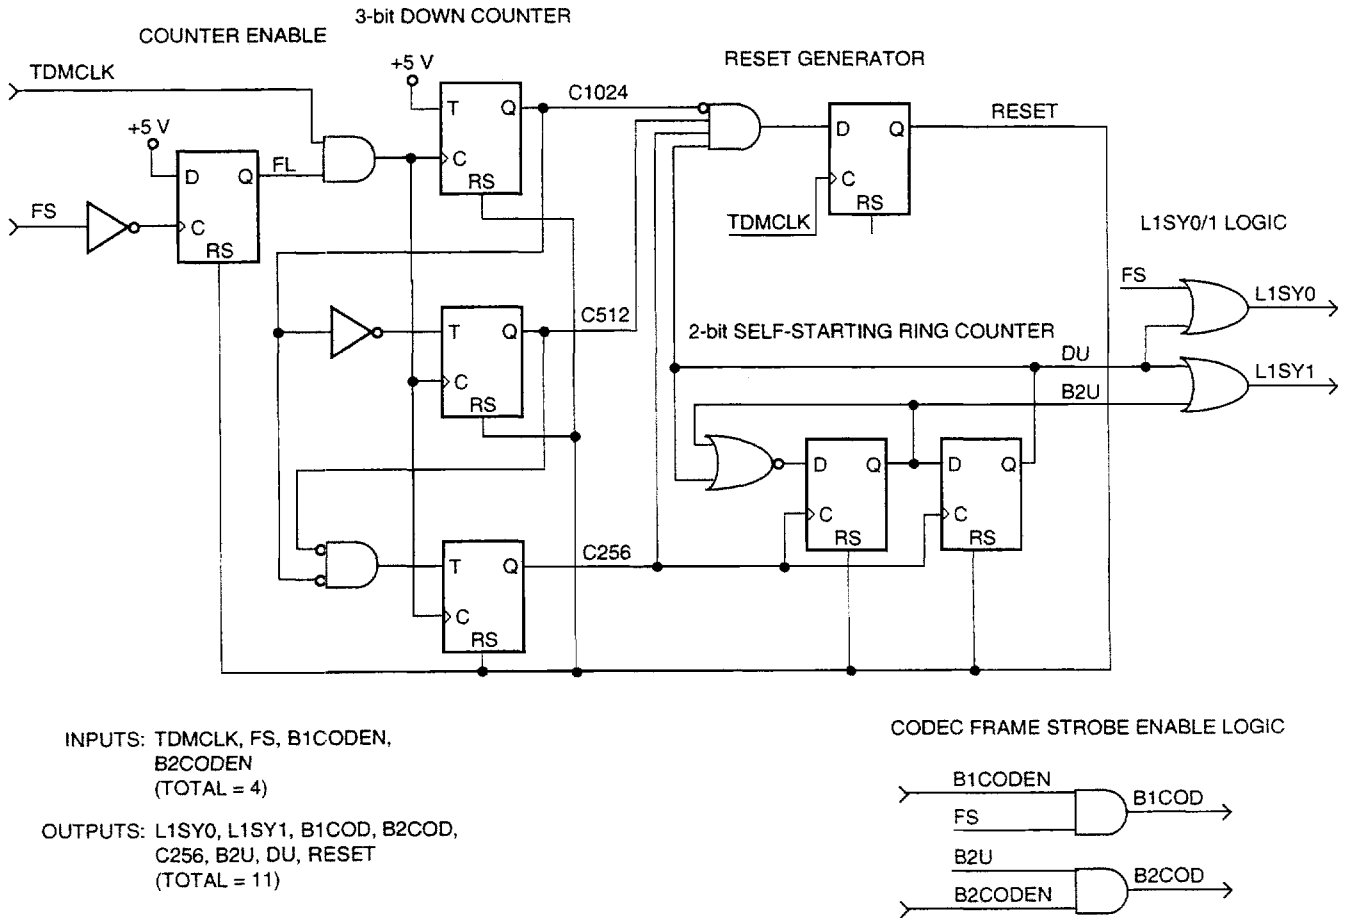 3-bit DOWN COUNTER
COUNTER ENABLE
RESET GENERATOR
TDMCLK
+5 V
T
Q
C1024
C
RS
+5 V
D
Q
FL
C
RS
FS
D
Q
RESET
C
RS
TDMCLK
L1SY0/1 LOGIC
FS
L1SY0
T
Q
C512
C
RS
2-bit SELF-STARTING RING COUNTER
DU
L1SY1
B2U
D
Q
C
RS
D
Q
C
RS
T
Q
C256
C
RS
INPUTS: TDMCLK, FS, B1CODEN,
B2CODEN
(TOTAL = 4)
OUTPUTS: L1SY0, L1SY1, B1COD, B2COD,
C256, B2U, DU, RESET
(TOTAL = 11)
CODEC FRAME STROBE ENABLE LOGIC
B1CODEN
FS
B1COD
B2U
B2CODEN
B2COD